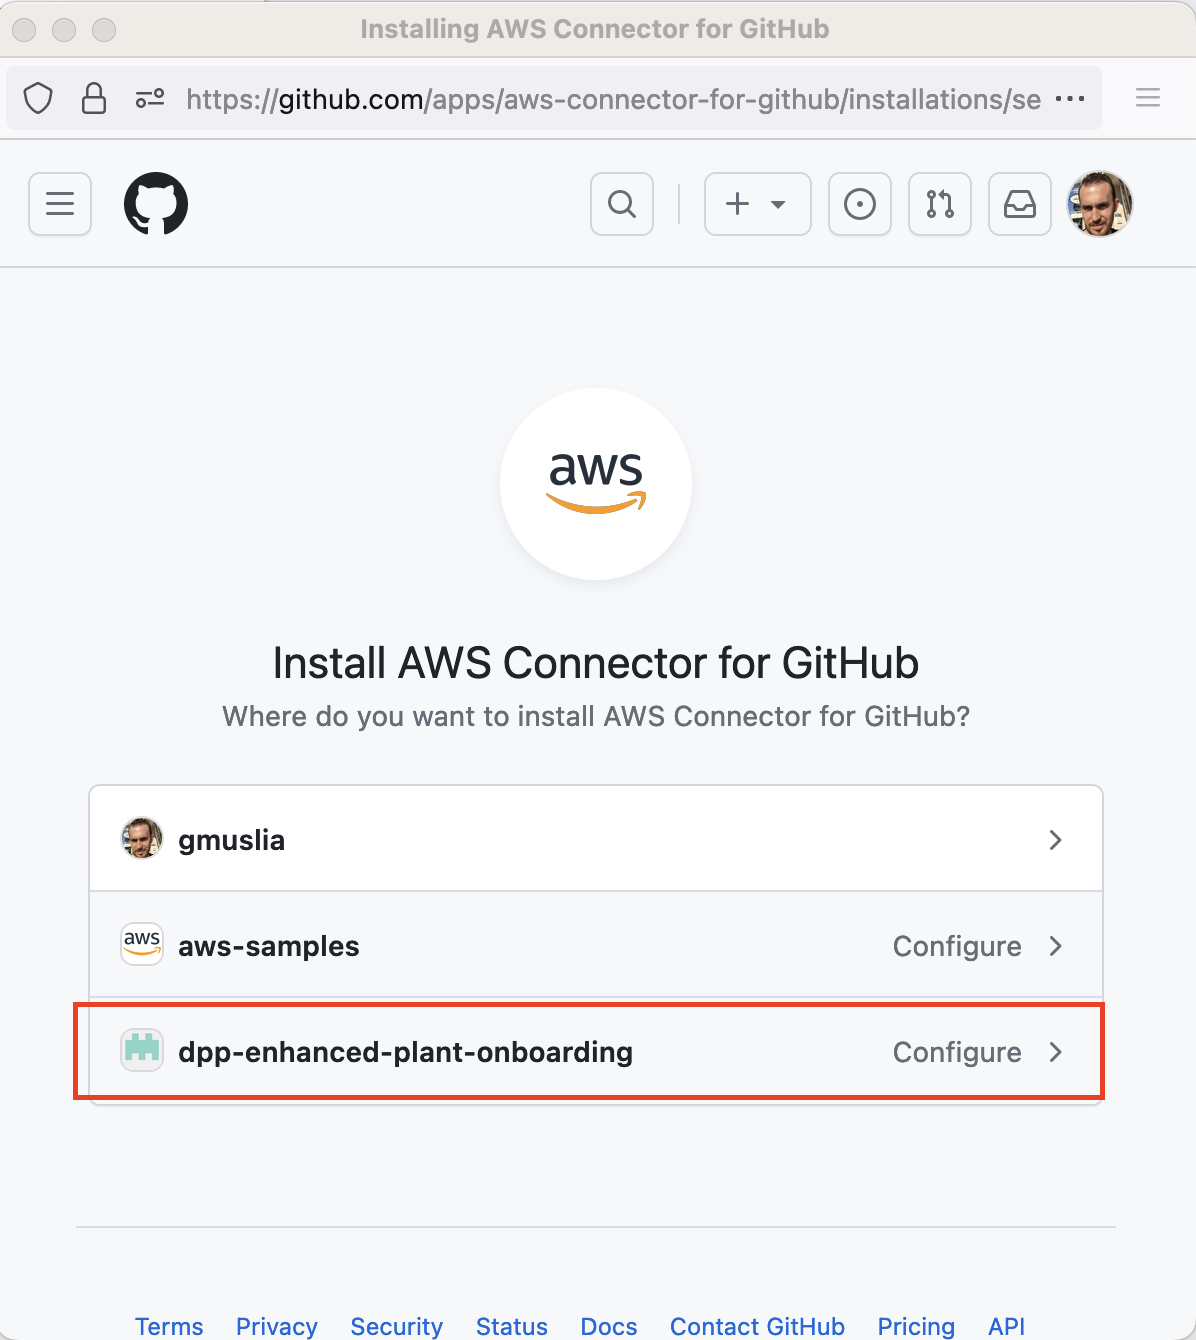 Installing AWS Connector for GitHub
https://github.com/apps/aws-connector-for-github/installations/se
aws
Install AWS Connector for GitHub
Where do you want to install AWS Connector for GitHub?
gmuslia
aws
aws-samples Configure
dpp-enhanced-plant-onboarding Configure
Terms Privacy Security Status Docs Contact GitHub Pricing API